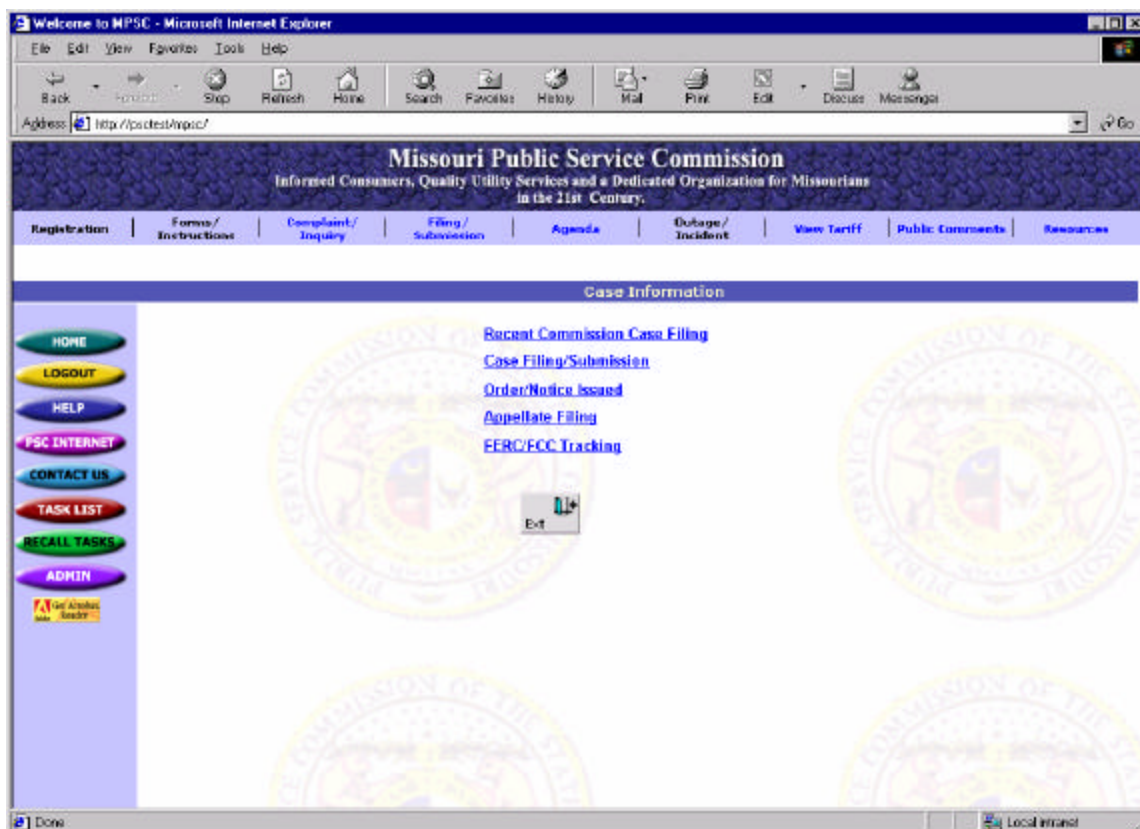 Welcome to MPSC - Microsoft Internet Explorer
File Edit View Favorites Tools Help
Back Forward Stop Refresh Home Search Favorites History Mail Print Edit Discuss Messenger
Address http://psctest/mpsc/ Go
Missouri Public Service Commission
Informed Consumers, Quality Utility Services and a Dedicated Organization for Missourians
in the 21st Century.
Registration | Forms/ Instructions | Complaint/ Inquiry | Filing/ Submission | Agenda | Outage/ Incident | View Tariff | Public Comments | Resources
Case Information
HOME
LOGOUT
HELP
PSC INTERNET
CONTACT US
TASK LIST
RECALL TASKS
ADMIN
Get Acrobat
Adobe Reader
Recent Commission Case Filing
Case Filing/Submission
Order/Notice Issued
Appellate Filing
FERC/FCC Tracking
Exit
Done Local intranet